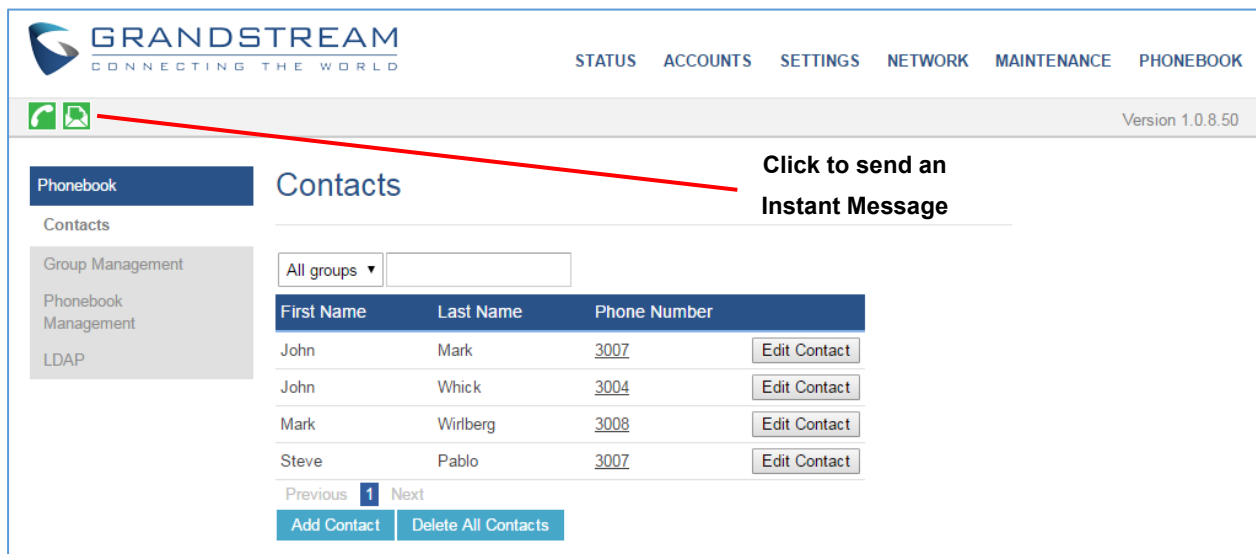 GRANDSTREAM
CONNECTING THE WORLD
STATUS ACCOUNTS SETTINGS NETWORK MAINTENANCE PHONEBOOK
Version 1.0.8.50
Click to send an
Instant Message
Phonebook
Contacts
Group Management
Phonebook
Management
LDAP
Contacts
All groups ▼
First Name Last Name Phone Number
John Mark 3007 Edit Contact
John Whick 3004 Edit Contact
Mark Wirlberg 3008 Edit Contact
Steve Pablo 3007 Edit Contact
Previous 1 Next
Add Contact Delete All Contacts